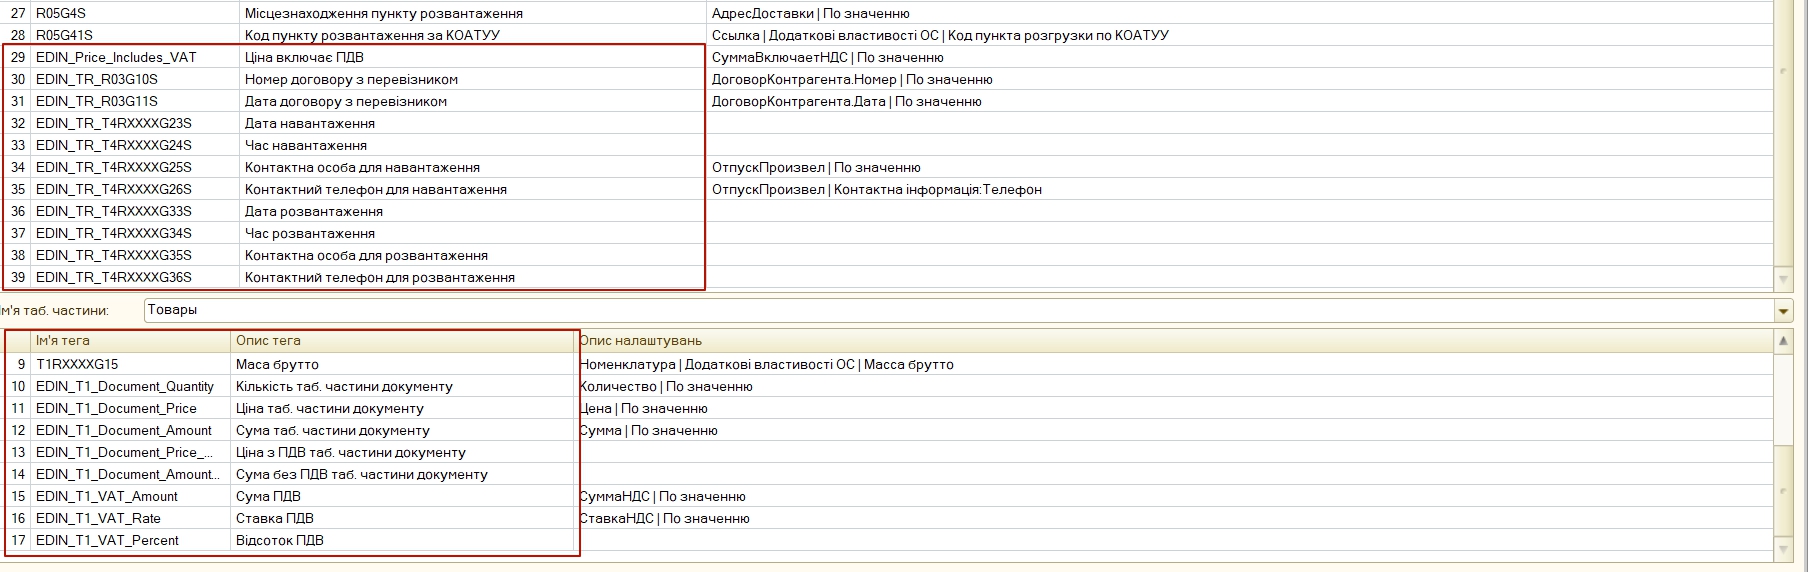 27 R05G4S Місцезнаходження пункту розвантаження АдресДоставки | По значенню
28 R05G41S Код пункту розвантаження за КОАТУУ Ссылка | Додаткові властивості ОС | Код пункта розгрузки по КОАТУУ
29 EDIN_Price_Includes_VAT Ціна включає ПДВ СуммаВключаетНДС | По значенню
30 EDIN_TR_R03G10S Номер договору з перевізником ДоговорКонтрагента.Номер | По значенню
31 EDIN_TR_R03G11S Дата договору з перевізником ДоговорКонтрагента.Дата | По значенню
32 EDIN_TR_T4RXXXXG23S Дата навантаження
33 EDIN_TR_T4RXXXXG24S Час навантаження
34 EDIN_TR_T4RXXXXG25S Контактна особа для навантаження ОтпускПроизвел | По значенню
35 EDIN_TR_T4RXXXXG26S Контактний телефон для навантаження ОтпускПроизвел | Контактна інформація:Телефон
36 EDIN_TR_T4RXXXXG33S Дата розвантаження
37 EDIN_TR_T4RXXXXG34S Час розвантаження
38 EDIN_TR_T4RXXXXG35S Контактна особа для розвантаження
39 EDIN_TR_T4RXXXXG36S Контактний телефон для розвантаження
Ім'я таб. частини: Товары
Ім'я тега Опис тега Опис налаштувань
9 T1RXXXXG15 Маса брутто Номенклатура | Додаткові властивості ОС | Масса брутто
10 EDIN_T1_Document_Quantity Кількість таб. частини документу Количество | По значенню
11 EDIN_T1_Document_Price Ціна таб. частини документу Цена | По значенню
12 EDIN_T1_Document_Amount Сума таб. частини документу Сумма | По значенню
13 EDIN_T1_Document_Price_... Ціна з ПДВ таб. частини документу
14 EDIN_T1_Document_Amount... Сума без ПДВ таб. частини документу
15 EDIN_T1_VAT_Amount Сума ПДВ СуммаНДС | По значенню
16 EDIN_T1_VAT_Rate Ставка ПДВ СтавкаНДС | По значенню
17 EDIN_T1_VAT_Percent Відсоток ПДВ